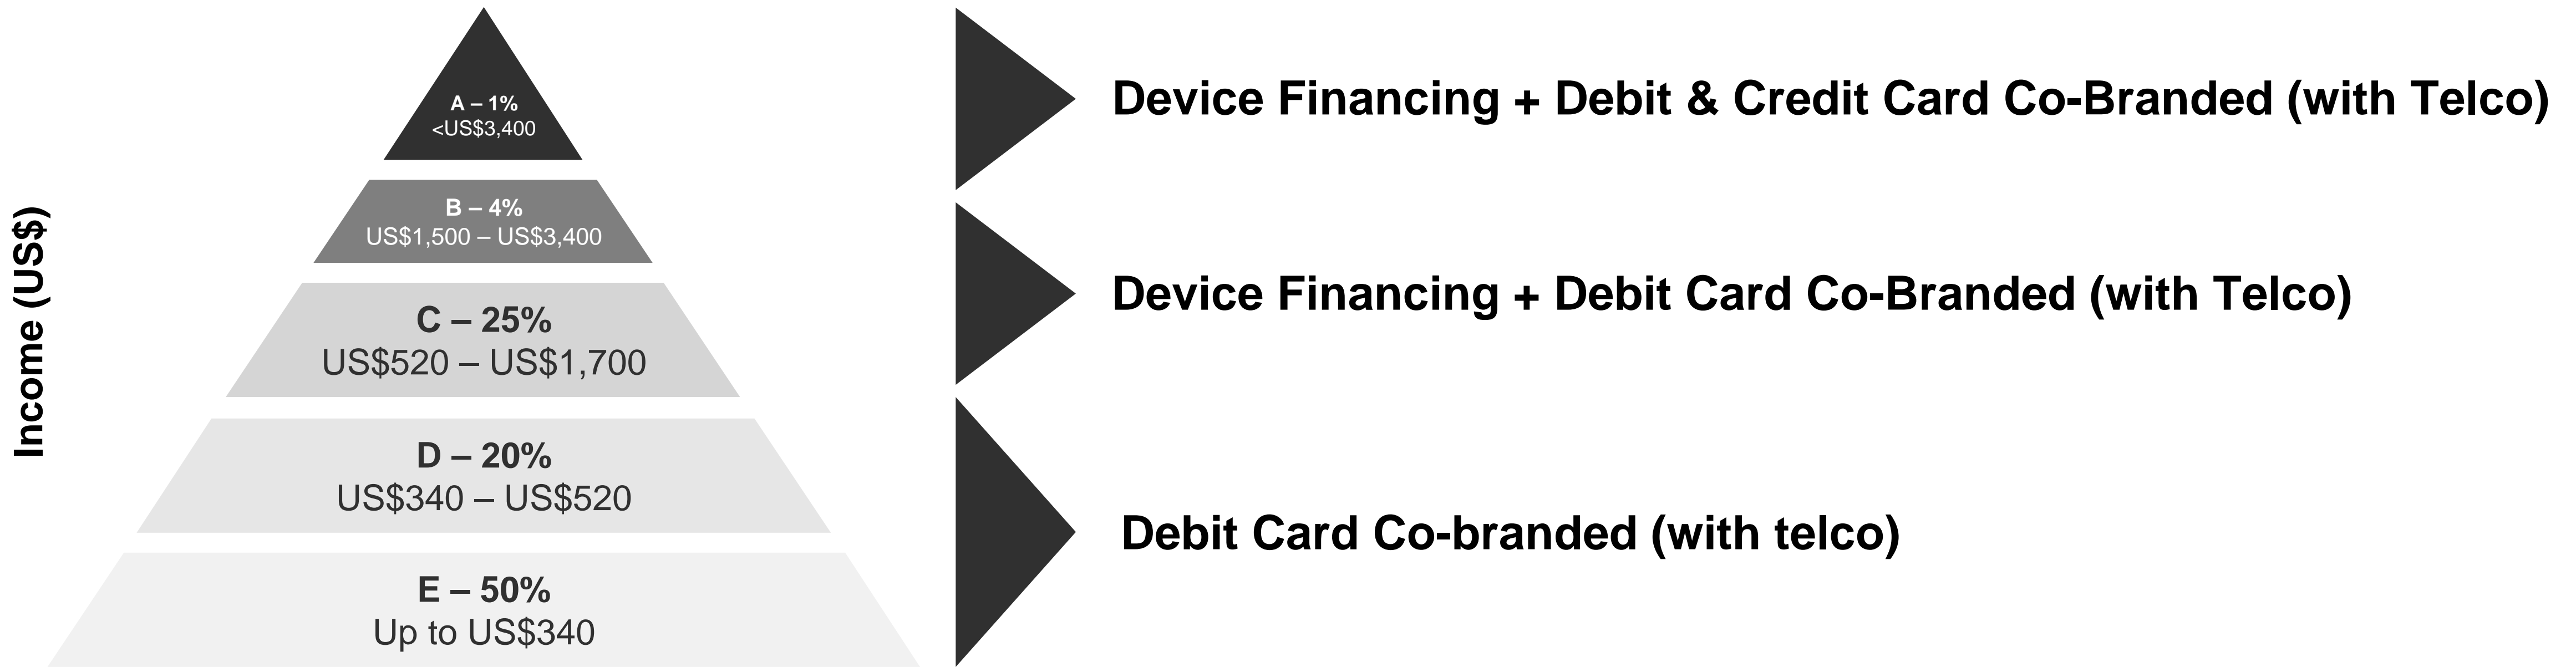 Income (US$)
A – 1%
<US$3,400
B – 4%
US$1,500 – US$3,400
C – 25%
US$520 – US$1,700
D – 20%
US$340 – US$520
E – 50%
Up to US$340
Device Financing + Debit & Credit Card Co-Branded (with Telco)
Device Financing + Debit Card Co-Branded (with Telco)
Debit Card Co-branded (with telco)